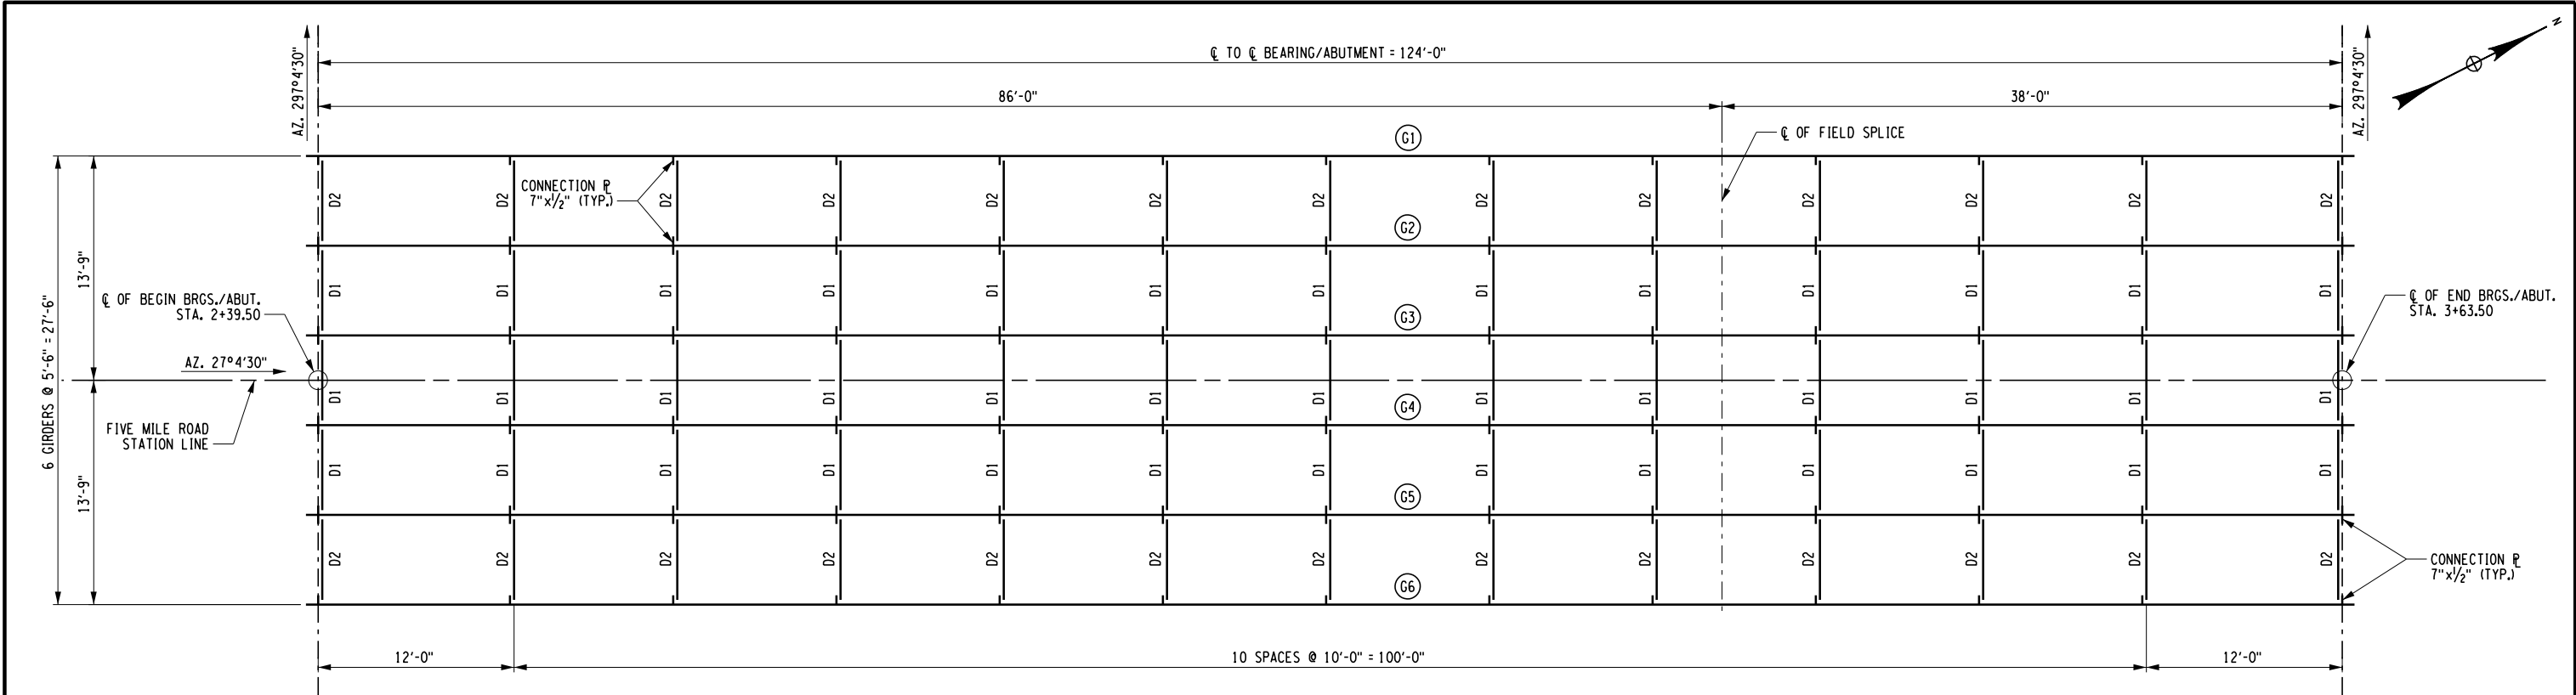 N
AZ. 297°4'30"
℄ TO ℄ BEARING/ABUTMENT = 124'-0"
AZ. 297°4'30"
86'-0"
38'-0"
G1
℄ OF FIELD SPLICE
CONNECTION PL
7"x1/2" (TYP.)
D2 D2 D2 D2 D2 D2 D2 D2 D2 D2 D2 D2 D2
G2
13'-9"
D1 D1 D1 D1 D1 D1 D1 D1 D1 D1 D1 D1 D1
℄ OF BEGIN BRGS./ABUT.
STA. 2+39.50
G3
℄ OF END BRGS./ABUT.
STA. 3+63.50
AZ. 27°4'30"
6 GIRDERS @ 5'-6" = 27'-6"
D1 D1 D1 D1 D1 D1 D1 D1 D1 D1 D1 D1 D1
G4
FIVE MILE ROAD
STATION LINE
13'-9"
D1 D1 D1 D1 D1 D1 D1 D1 D1 D1 D1 D1 D1
G5
D2 D2 D2 D2 D2 D2 D2 D2 D2 D2 D2 D2 D2
G6
CONNECTION PL
7"x1/2" (TYP.)
12'-0"
10 SPACES @ 10'-0" = 100'-0"
12'-0"